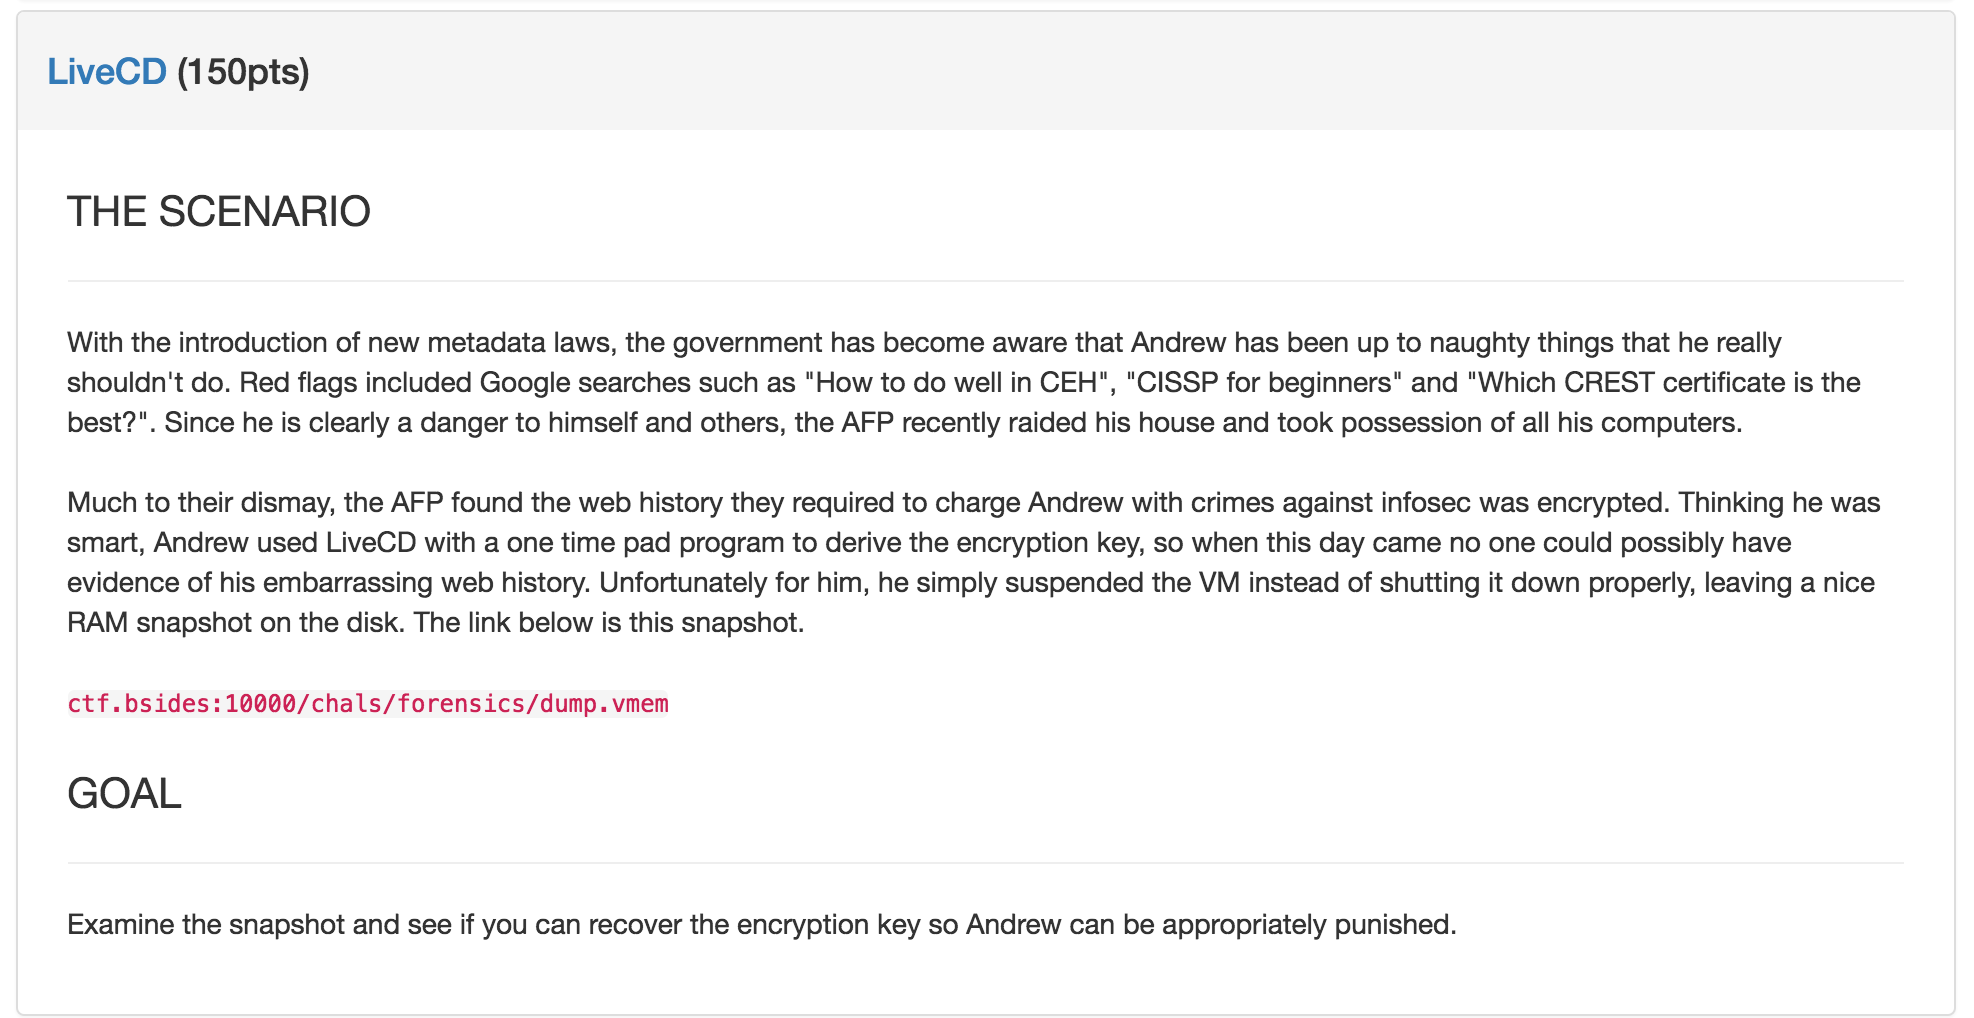 LiveCD (150pts)
THE SCENARIO
With the introduction of new metadata laws, the government has become aware that Andrew has been up to naughty things that he really
shouldn't do. Red flags included Google searches such as "How to do well in CEH", "CISSP for beginners" and "Which CREST certificate is the
best?". Since he is clearly a danger to himself and others, the AFP recently raided his house and took possession of all his computers.
Much to their dismay, the AFP found the web history they required to charge Andrew with crimes against infosec was encrypted. Thinking he was
smart, Andrew used LiveCD with a one time pad program to derive the encryption key, so when this day came no one could possibly have
evidence of his embarrassing web history. Unfortunately for him, he simply suspended the VM instead of shutting it down properly, leaving a nice
RAM snapshot on the disk. The link below is this snapshot.
ctf.bsides:10000/chals/forensics/dump.vmem
GOAL
Examine the snapshot and see if you can recover the encryption key so Andrew can be appropriately punished.